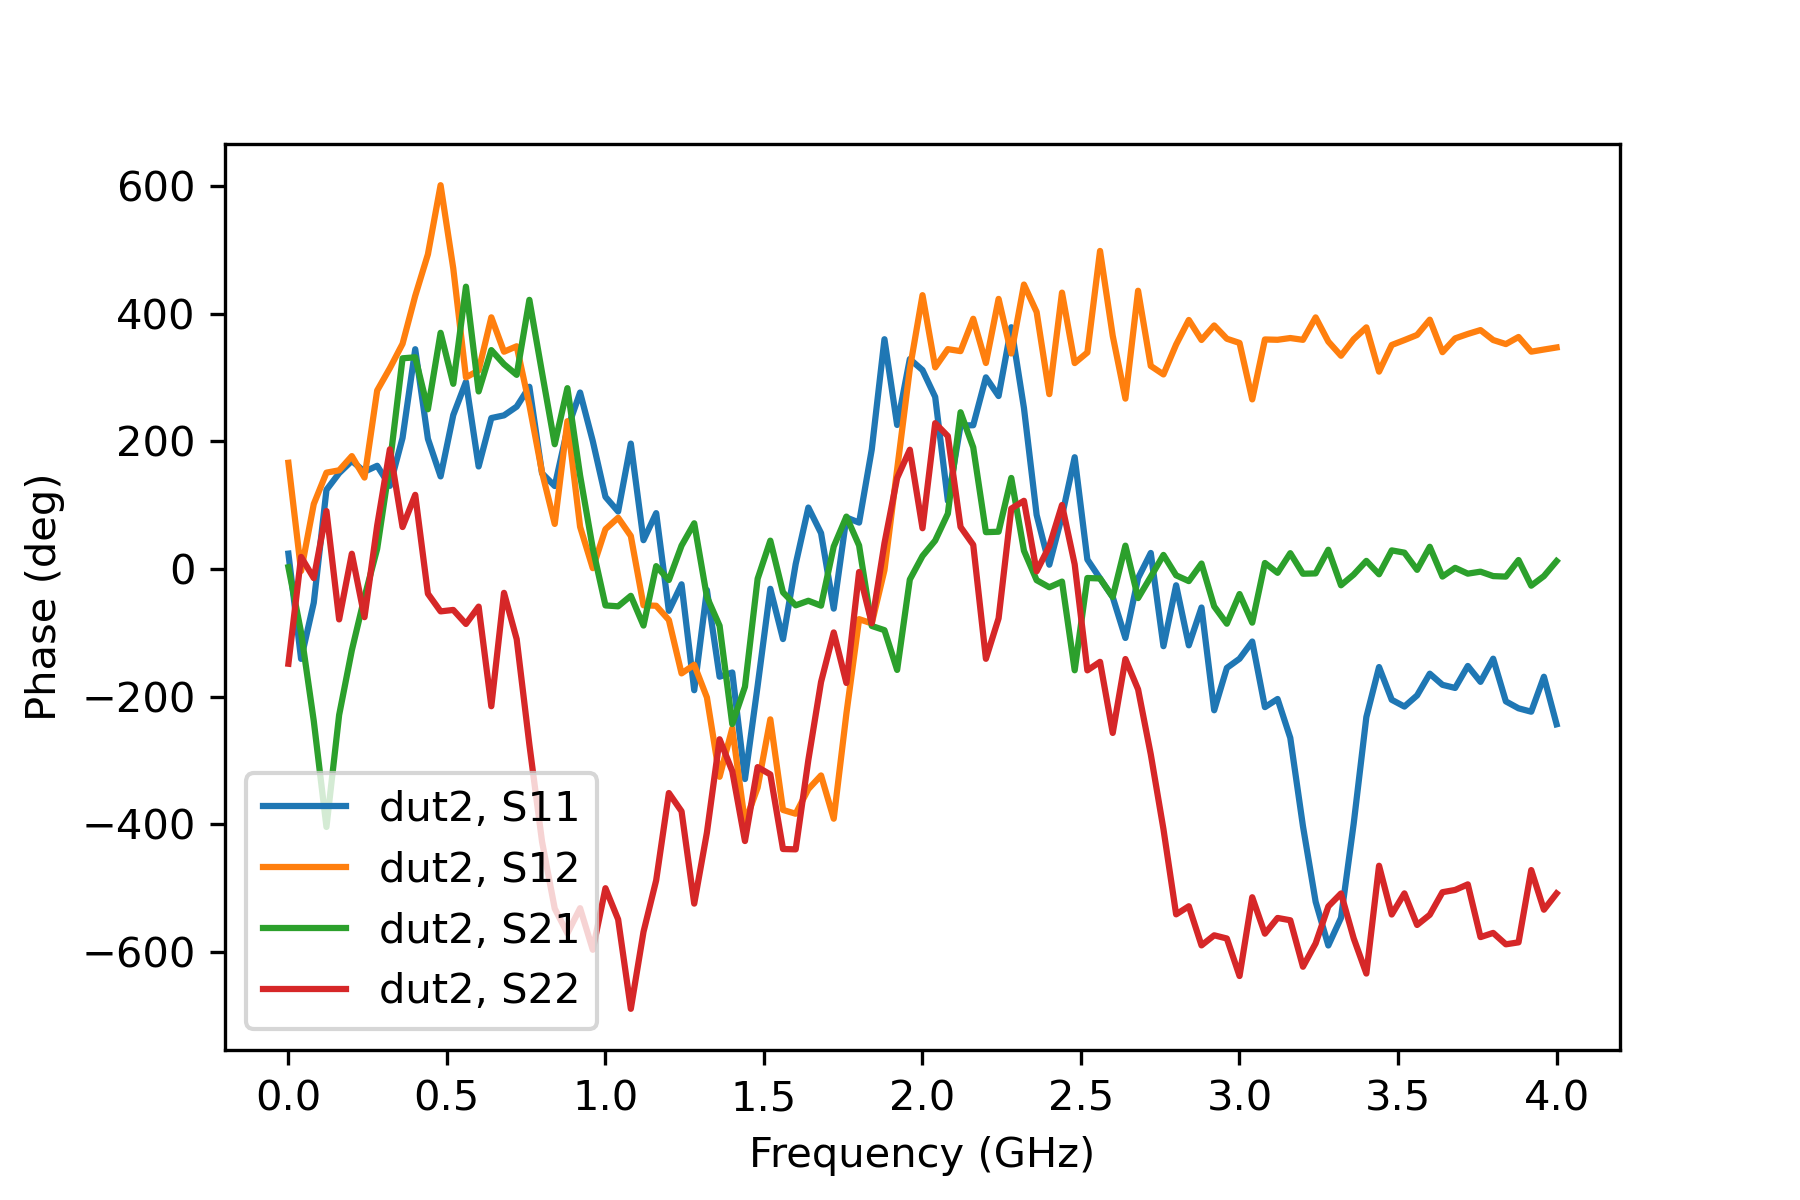 600
400
200
0
−200
−400
−600
Phase (deg)
dut2, S11
dut2, S12
dut2, S21
dut2, S22
0.0 0.5 1.0 1.5 2.0 2.5 3.0 3.5 4.0
Frequency (GHz)